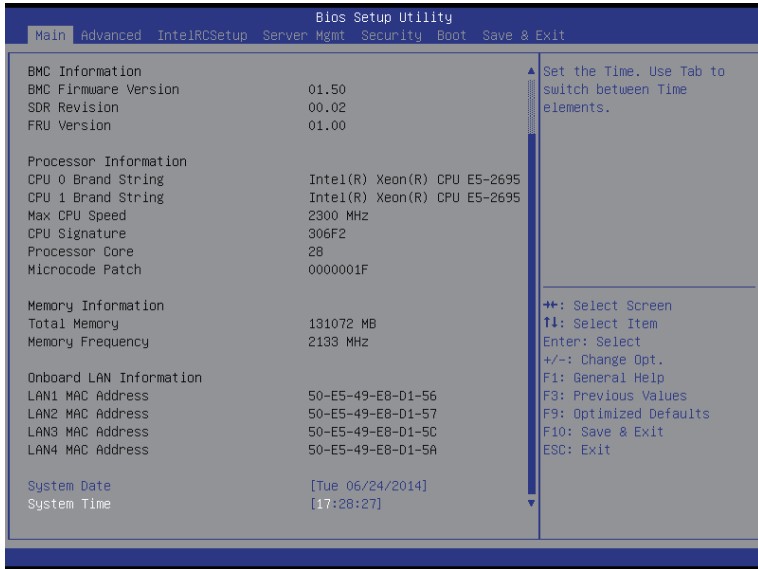 Bios Setup Utility
Main Advanced IntelRCSetup Server Mgmt Security Boot Save & Exit
BMC Information
BMC Firmware Version 01.50
SDR Revision 00.02
FRU Version 01.00
Processor Information
CPU 0 Brand String Intel(R) Xeon(R) CPU E5-2695
CPU 1 Brand String Intel(R) Xeon(R) CPU E5-2695
Max CPU Speed 2300 MHz
CPU Signature 306F2
Processor Core 28
Microcode Patch 0000001F
Memory Information
Total Memory 131072 MB
Memory Frequency 2133 MHz
Onboard LAN Information
LAN1 MAC Address 50-E5-49-E8-D1-56
LAN2 MAC Address 50-E5-49-E8-D1-57
LAN3 MAC Address 50-E5-49-E8-D1-5C
LAN4 MAC Address 50-E5-49-E8-D1-5A
System Date [Tue 06/24/2014]
System Time [17:28:27]
Set the Time. Use Tab to
switch between Time
elements.
→←: Select Screen
↑↓: Select Item
Enter: Select
+/-: Change Opt.
F1: General Help
F3: Previous Values
F9: Optimized Defaults
F10: Save & Exit
ESC: Exit